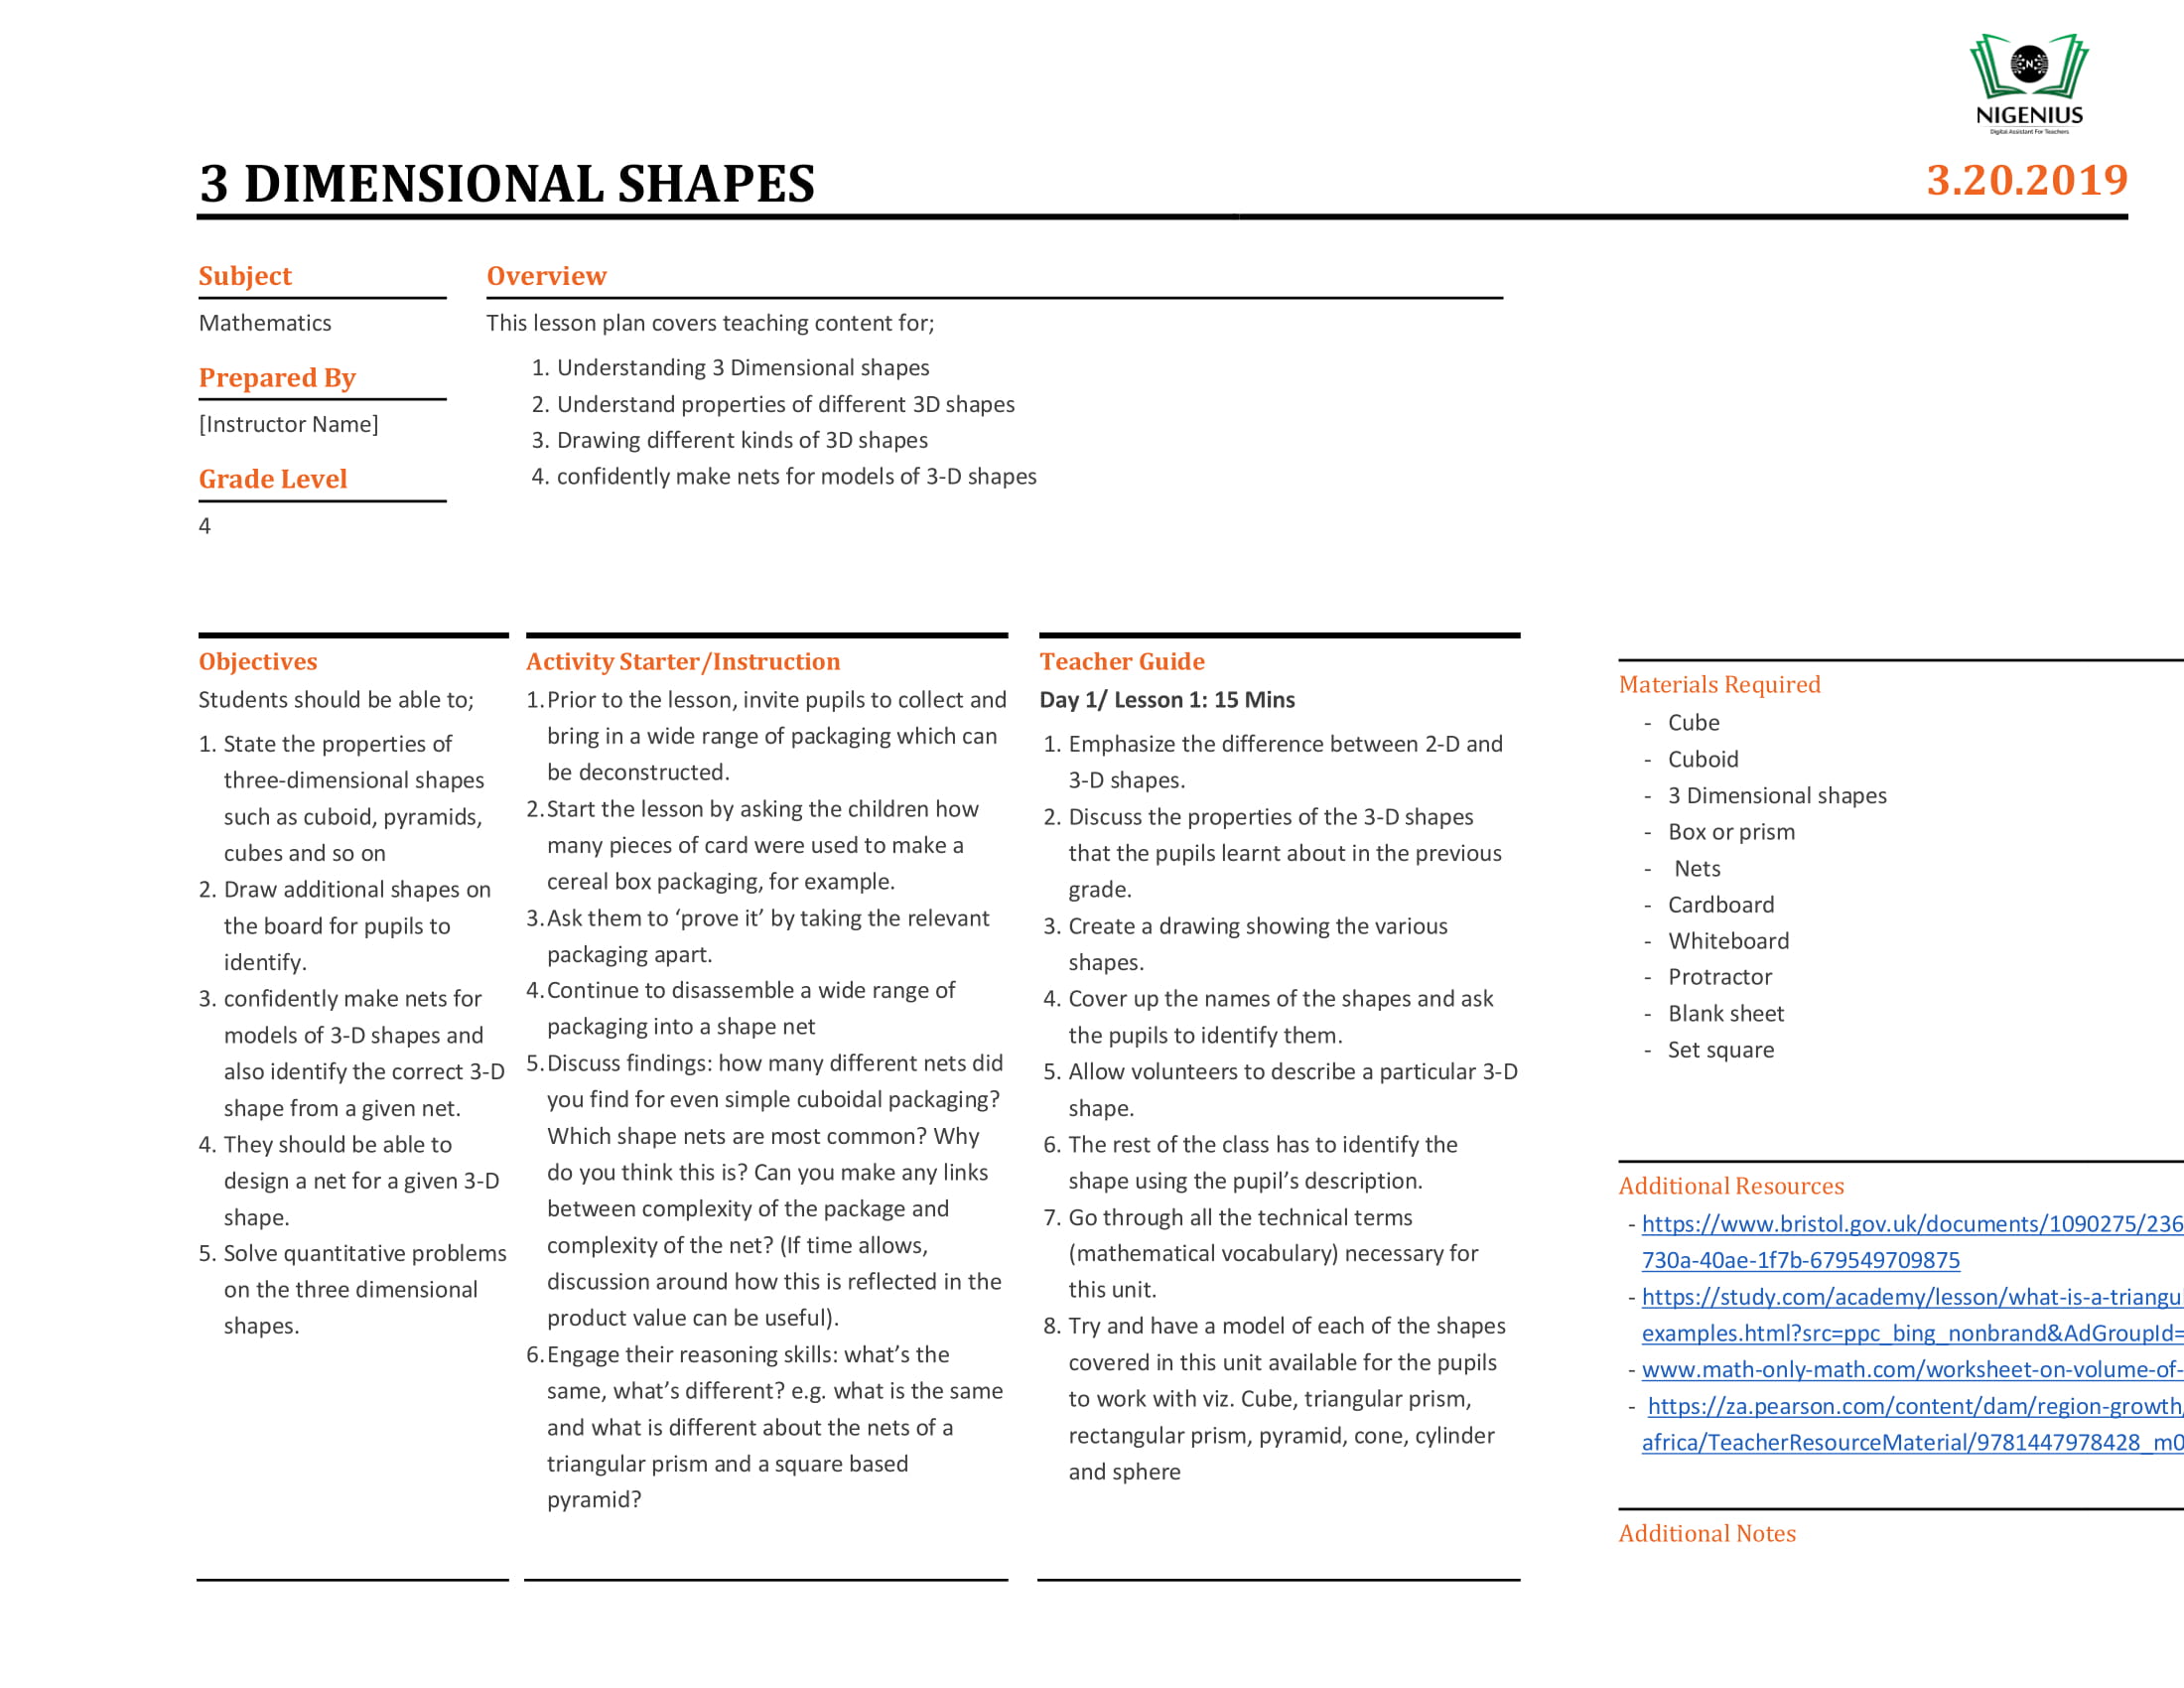 NIGENIUS
Digital Assistant For Teachers
3 DIMENSIONAL SHAPES
3.20.2019
Subject
Mathematics
Prepared By
[Instructor Name]
Grade Level
4
Overview
This lesson plan covers teaching content for;
1. Understanding 3 Dimensional shapes
2. Understand properties of different 3D shapes
3. Drawing different kinds of 3D shapes
4. confidently make nets for models of 3-D shapes
Objectives
Students should be able to;
1. State the properties of
three-dimensional shapes
such as cuboid, pyramids,
cubes and so on
2. Draw additional shapes on
the board for pupils to
identify.
3. confidently make nets for
models of 3-D shapes and
also identify the correct 3-D
shape from a given net.
4. They should be able to
design a net for a given 3-D
shape.
5. Solve quantitative problems
on the three dimensional
shapes.
Activity Starter/Instruction
1. Prior to the lesson, invite pupils to collect and
bring in a wide range of packaging which can
be deconstructed.
2. Start the lesson by asking the children how
many pieces of card were used to make a
cereal box packaging, for example.
3. Ask them to ‘prove it’ by taking the relevant
packaging apart.
4. Continue to disassemble a wide range of
packaging into a shape net
5. Discuss findings: how many different nets did
you find for even simple cuboidal packaging?
Which shape nets are most common? Why
do you think this is? Can you make any links
between complexity of the package and
complexity of the net? (If time allows,
discussion around how this is reflected in the
product value can be useful).
6. Engage their reasoning skills: what’s the
same, what’s different? e.g. what is the same
and what is different about the nets of a
triangular prism and a square based
pyramid?
Teacher Guide
Day 1/ Lesson 1: 15 Mins
1. Emphasize the difference between 2-D and
3-D shapes.
2. Discuss the properties of the 3-D shapes
that the pupils learnt about in the previous
grade.
3. Create a drawing showing the various
shapes.
4. Cover up the names of the shapes and ask
the pupils to identify them.
5. Allow volunteers to describe a particular 3-D
shape.
6. The rest of the class has to identify the
shape using the pupil’s description.
7. Go through all the technical terms
(mathematical vocabulary) necessary for
this unit.
8. Try and have a model of each of the shapes
covered in this unit available for the pupils
to work with viz. Cube, triangular prism,
rectangular prism, pyramid, cone, cylinder
and sphere
Materials Required
- Cube
- Cuboid
- 3 Dimensional shapes
- Box or prism
- Nets
- Cardboard
- Whiteboard
- Protractor
- Blank sheet
- Set square
Additional Resources
- https://www.bristol.gov.uk/documents/1090275/236
730a-40ae-1f7b-679549709875
- https://study.com/academy/lesson/what-is-a-triangu
examples.html?src=ppc_bing_nonbrand&AdGroupId=
- www.math-only-math.com/worksheet-on-volume-of-
- https://za.pearson.com/content/dam/region-growth/
africa/TeacherResourceMaterial/9781447978428_m0
Additional Notes